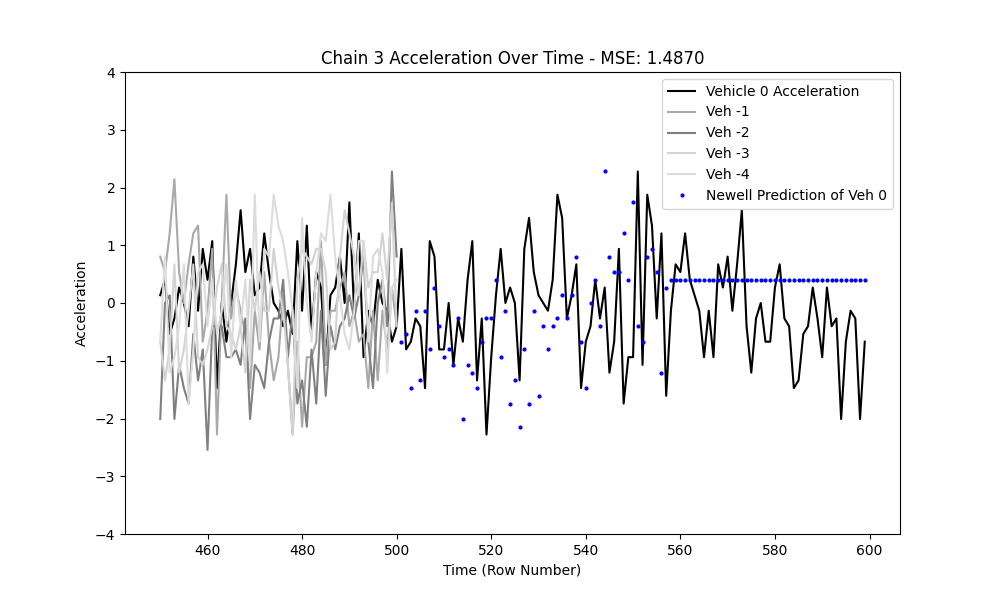 Chain 3 Acceleration Over Time - MSE: 1.4870
Acceleration
4
3
2
1
0
−1
−2
−3
−4
Vehicle 0 Acceleration
Veh -1
Veh -2
Veh -3
Veh -4
Newell Prediction of Veh 0
460 480 500 520 540 560 580 600
Time (Row Number)